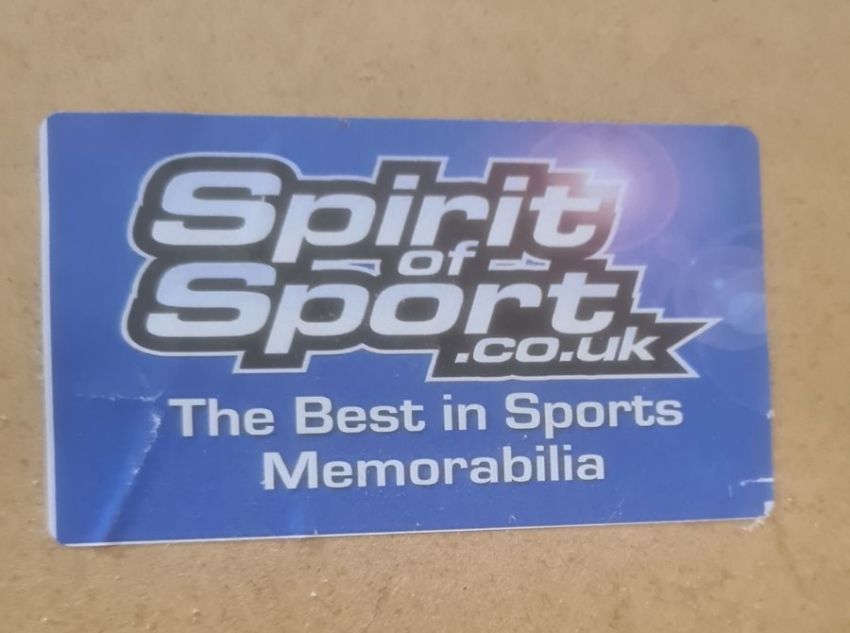 Spirit
of
Sport
.co.uk
The Best in Sports
Memorabilia